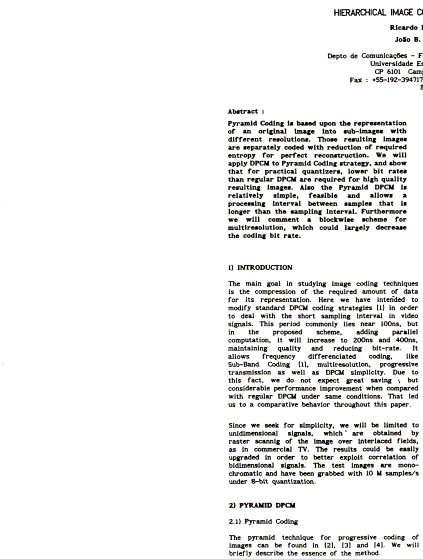 HIERARCHICAL IMAGE
Ricardo
João B.
Depto de Comunicações - F
Universidade Es
CP 6101 Camp
Fax : +55-192-394717
Abstract :
Pyramid Coding is based upon the representation
of an original image into sub-images with
different resolutions. Those resulting images
are separately coded with reduction of required
entropy for perfect reconstruction. We will
apply DPCM to Pyramid Coding strategy, and show
that for practical quantizers, lower bit rates
than regular DPCM are required for high quality
resulting images. Also the Pyramid DPCM is
relatively simple, feasible and allows a
processing interval between samples that is
longer than the sampling interval. Furthermore
we will comment a blockwise scheme for
multiresolution, which could largely decrease
the coding bit rate.
1) INTRODUCTION
The main goal in studying image coding techniques
is the compression of the required amount of data
for its representation. Here we have intended to
modify standard DPCM coding strategies [1] in order
to deal with the short sampling interval in video
signals. This period commonly lies near 100ns, but
in the proposed scheme, adding parallel
computation, it will increase to 200ns and 400ns,
maintaining quality and reducing bit-rate. It
allows frequency differenciated coding, like
Sub-Band Coding [1], multiresolution, progressive
transmission as well as DPCM simplicity. Due to
this fact, we do not expect great saving , but
considerable performance improvement when compared
with regular DPCM under same conditions. That led
us to a comparative behavior throughout this paper.
Since we seek for simplicity, we will be limited to
unidimensional signals, which are obtained by
raster scannig of the image over interlaced fields,
as in commercial TV. The results could be easily
upgraded in order to better exploit correlation of
bidimensional signals. The test images are mono-
chromatic and have been grabbed with 10 M samples/s
under 8-bit quantization.
2) PYRAMID DPCM
2.1) Pyramid Coding
The pyramid technique for progressive coding of
images can be found in [2], [3] and [4]. We will
briefly describe the essence of the method.